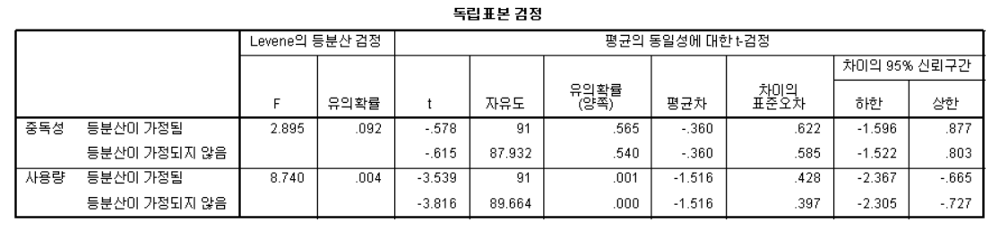 독립표본 검정
Levene의 등분산 검정 평균의 동일성에 대한 t-검정
차이의 95% 신뢰구간
F 유의확률 t 자유도 유의확률 (양쪽) 평균차 차이의 표준오차 하한 상한
중독성 등분산이 가정됨 2.895 .092 -.578 91 .565 -.360 .622 -1.596 .877
등분산이 가정되지 않음 -.615 87.932 .540 -.360 .585 -1.522 .803
사용량 등분산이 가정됨 8.740 .004 -3.539 91 .001 -1.516 .428 -2.367 -.665
등분산이 가정되지 않음 -3.816 89.664 .000 -1.516 .397 -2.305 -.727